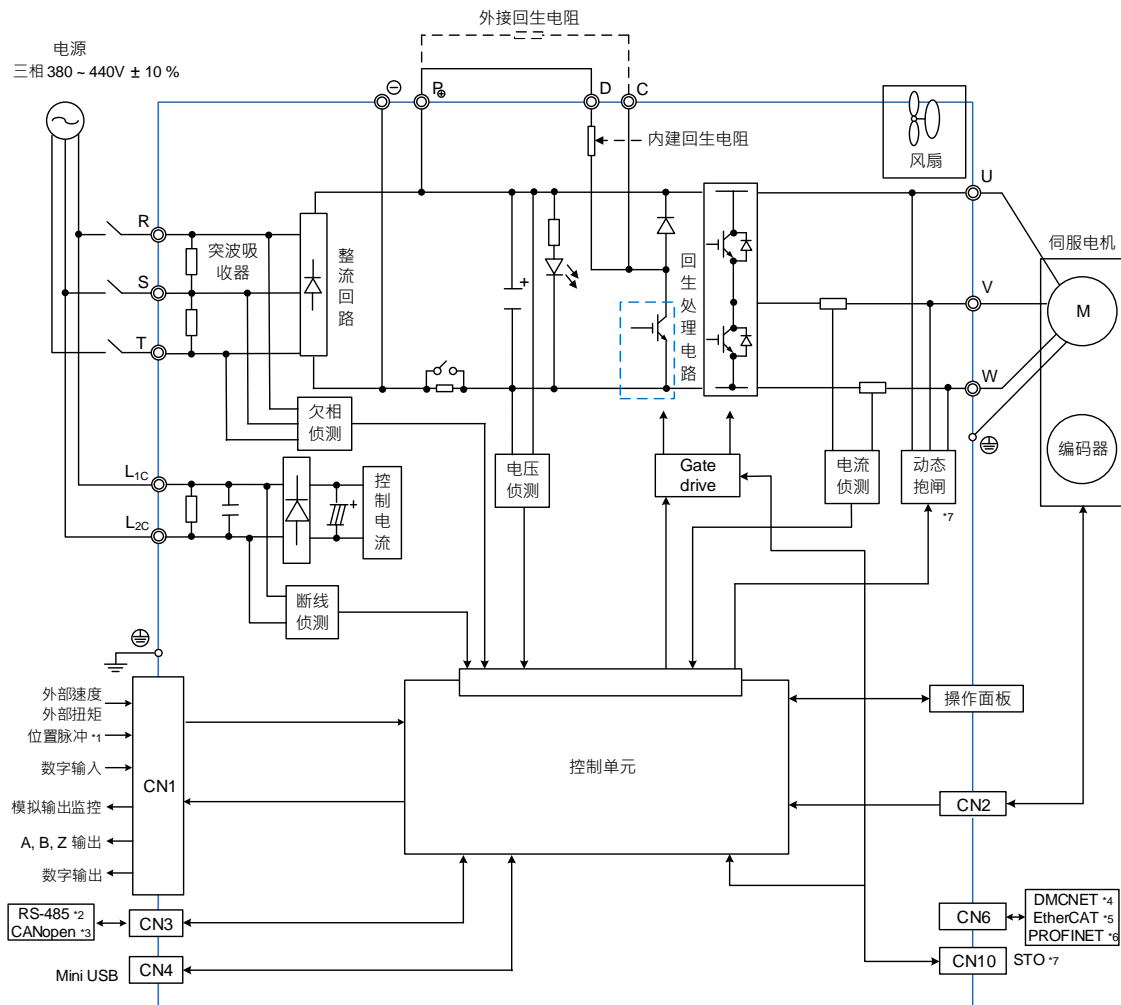 外接回生电阻
电源
三相 380 ~ 440V ± 10 %
P⊕
D
C
内建回生电阻
风扇
U
R
突波吸
收器
整流回路
回生处理电路
伺服电机
S
V
M
T
W
欠相
侦测
电压
侦测
Gate
drive
电流
侦测
动态
抱闸
*7
编码器
L1C
控制电流
L2C
断线
侦测
外部速度
外部扭矩
位置脉冲 *1
数字输入
CN1
模拟输出监控
A, B, Z 输出
数字输出
控制单元
操作面板
CN2
RS-485 *2
CANopen *3
CN3
CN6
DMCNET *4
EtherCAT *5
PROFINET *6
Mini USB
CN4
CN10
STO *7